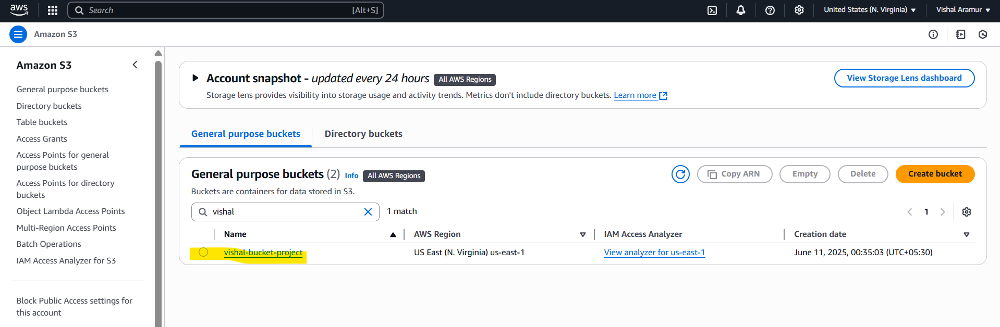 aws
Search [Alt+S]
United States (N. Virginia) ▼
Vishal Aramur ▼
Amazon S3
Amazon S3
General purpose buckets
Directory buckets
Table buckets
Access Grants
Access Points for general
purpose buckets
Access Points for directory
buckets
Object Lambda Access Points
Multi-Region Access Points
Batch Operations
IAM Access Analyzer for S3
Block Public Access settings for
this account
Account snapshot - updated every 24 hours All AWS Regions
View Storage Lens dashboard
Storage lens provides visibility into storage usage and activity trends. Metrics don't include directory buckets. Learn more
General purpose buckets
Directory buckets
General purpose buckets (2) Info All AWS Regions
Copy ARN
Empty
Delete
Create bucket
Buckets are containers for data stored in S3.
vishal
1 match
1
Name AWS Region IAM Access Analyzer Creation date
vishal-bucket-project US East (N. Virginia) us-east-1 View analyzer for us-east-1 June 11, 2025, 00:35:03 (UTC+05:30)